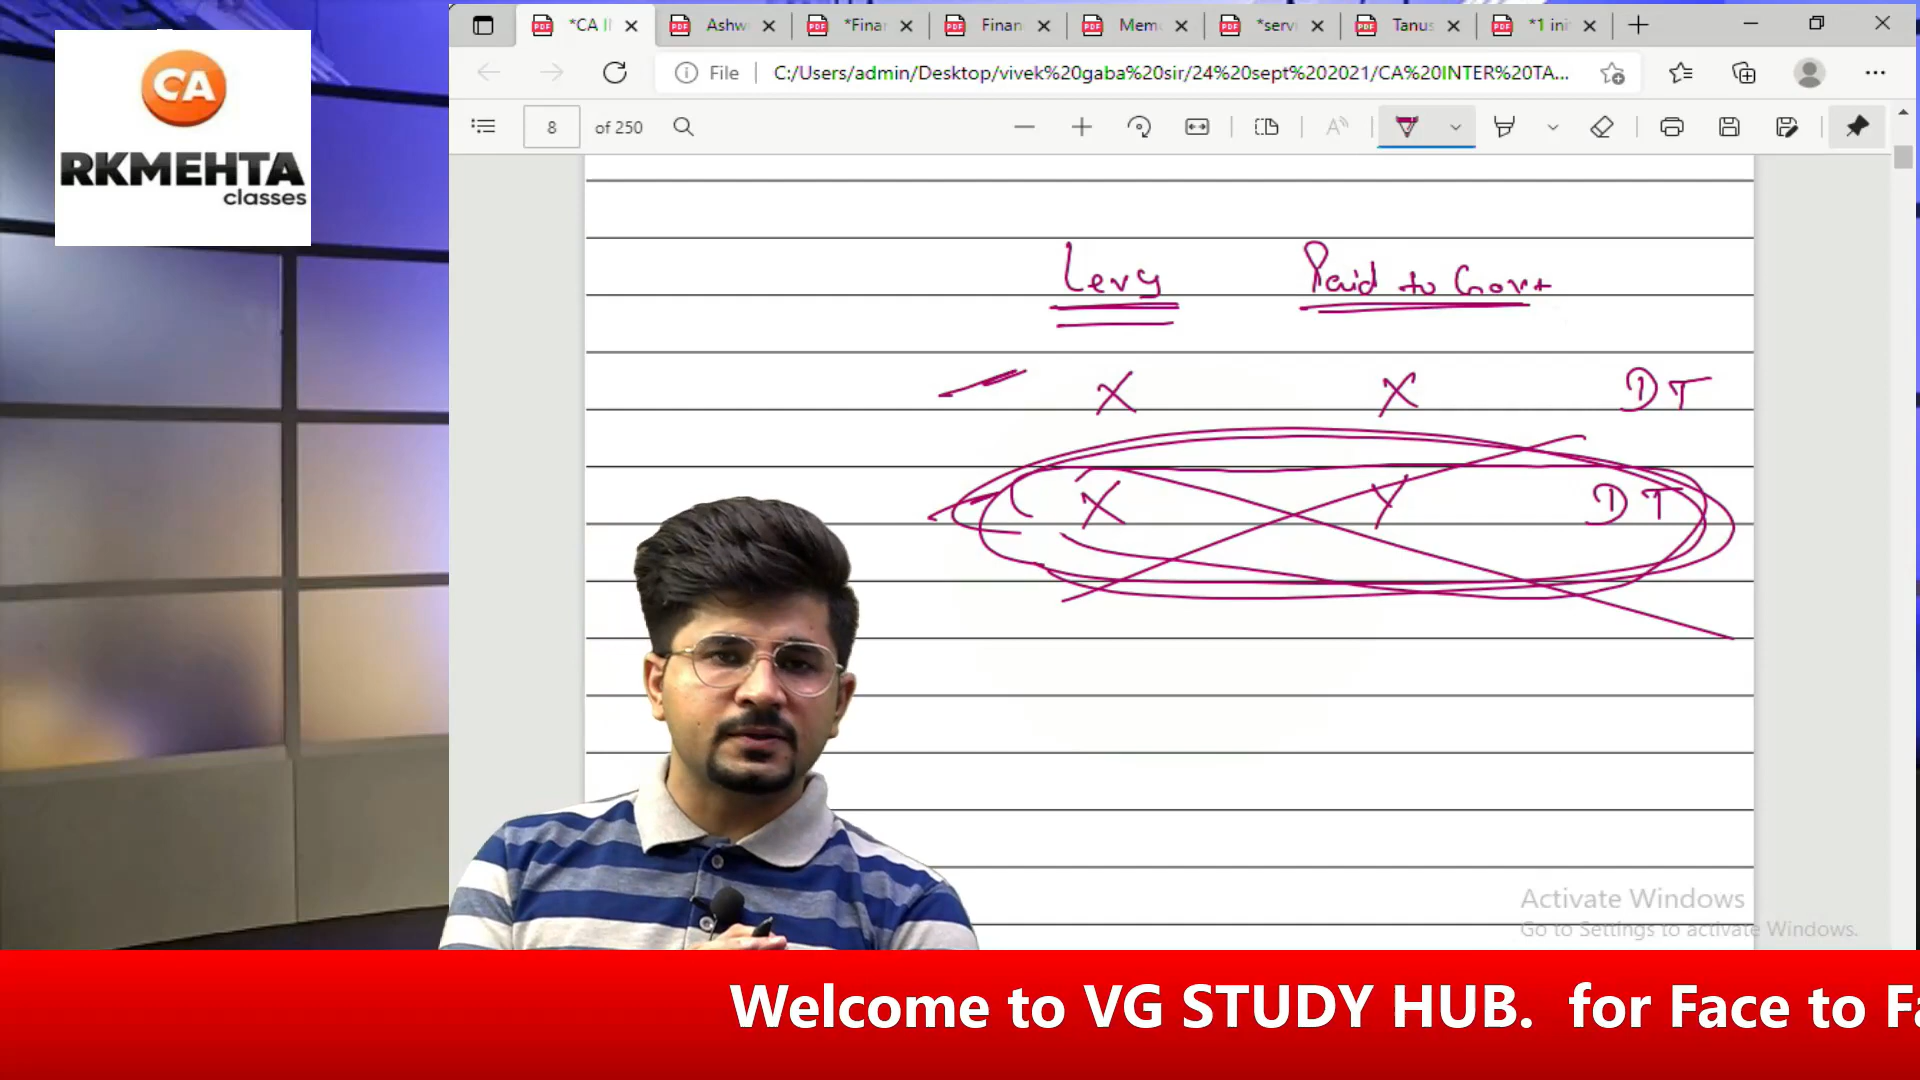 CA
RKMEHTA
classes
*CA II
Ashw
*Finar
Finan
Mem
*serv
Tanus
*1 ini
File
C:/Users/admin/Desktop/vivek%20gaba%20sir/24%20sept%202021/CA%20INTER%20TA...
8 of 250
Levy Paid to Govt
X X DT
X Y DT
Activate Windows
Go to Settings to activate Windows.
Welcome to VG STUDY HUB. for Face to Fa